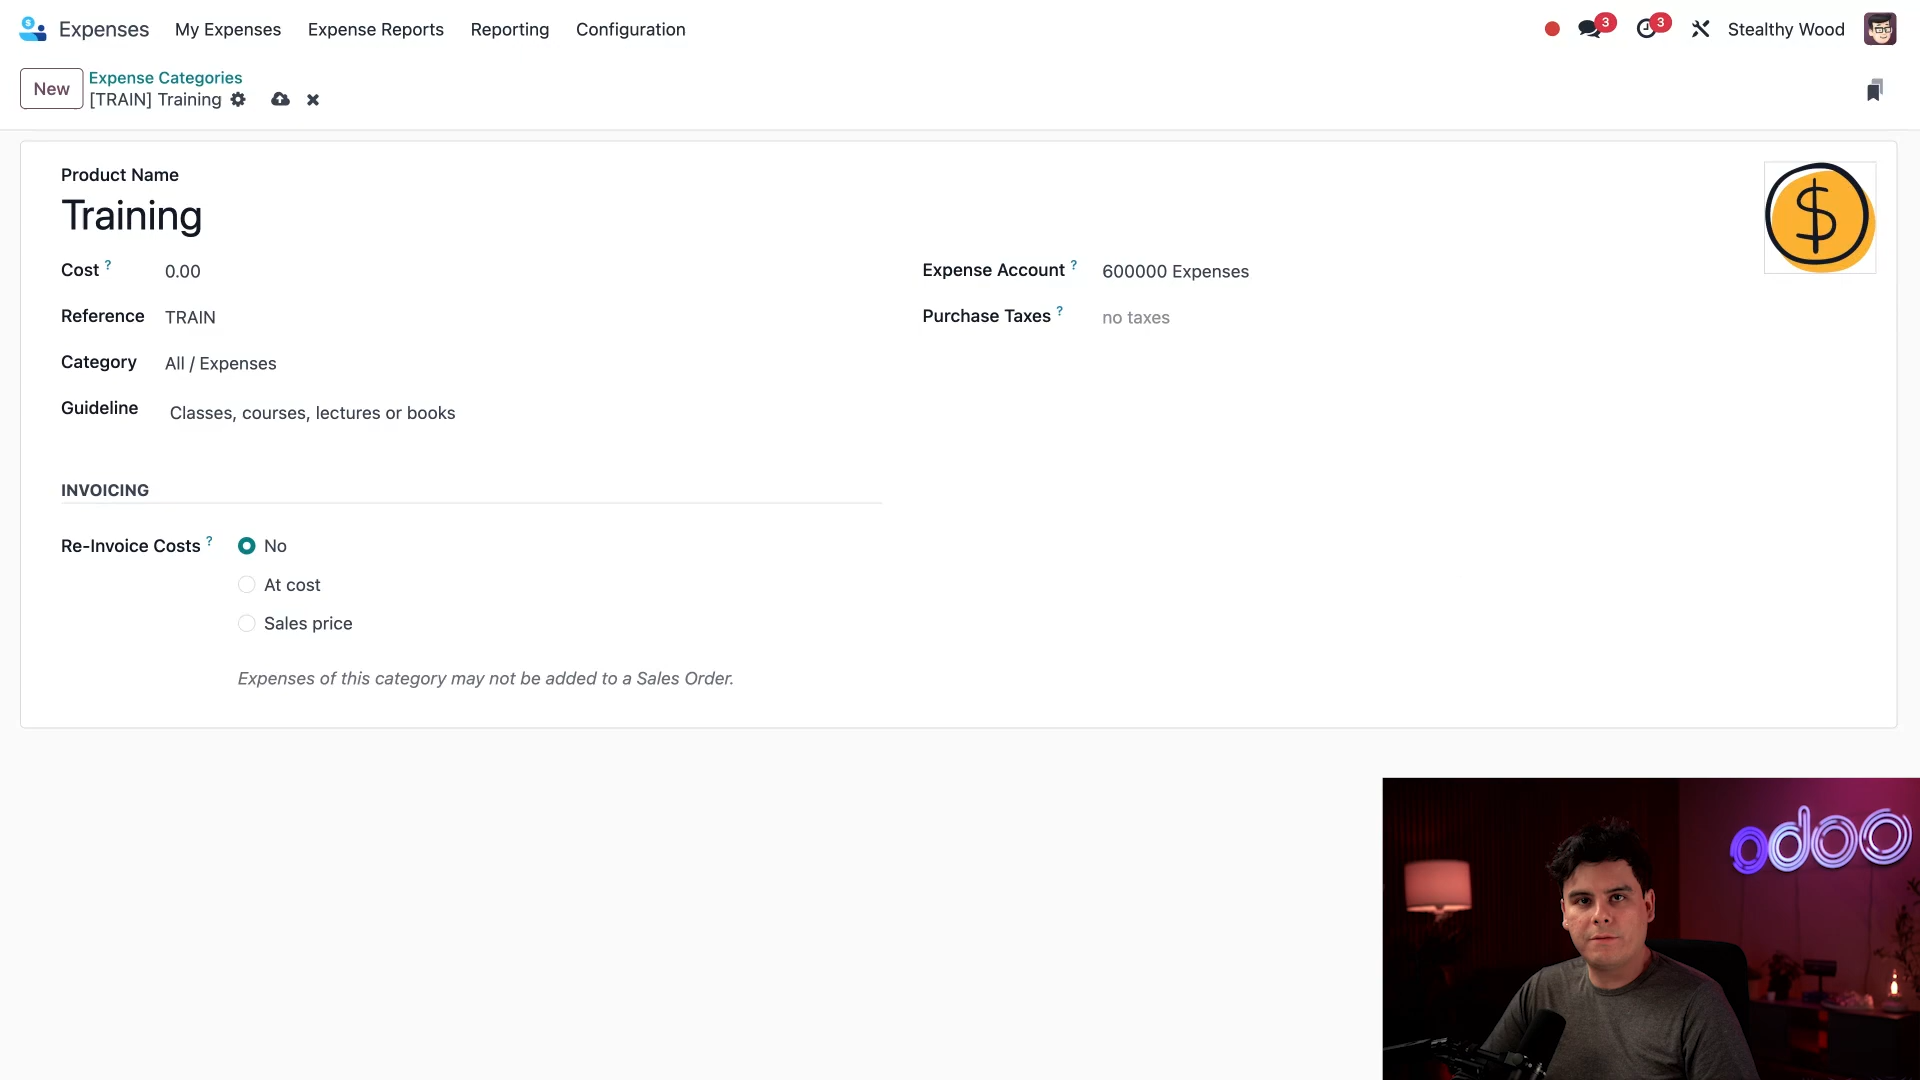 Expenses My Expenses Expense Reports Reporting Configuration 3 3 Stealthy Wood
New Expense Categories
[TRAIN] Training
Product Name
Training
$
Cost ? 0.00
Expense Account ? 600000 Expenses
Reference TRAIN
Purchase Taxes ? no taxes
Category All / Expenses
Guideline Classes, courses, lectures or books
INVOICING
Re-Invoice Costs ? No
At cost
Sales price
Expenses of this category may not be added to a Sales Order.
odoo